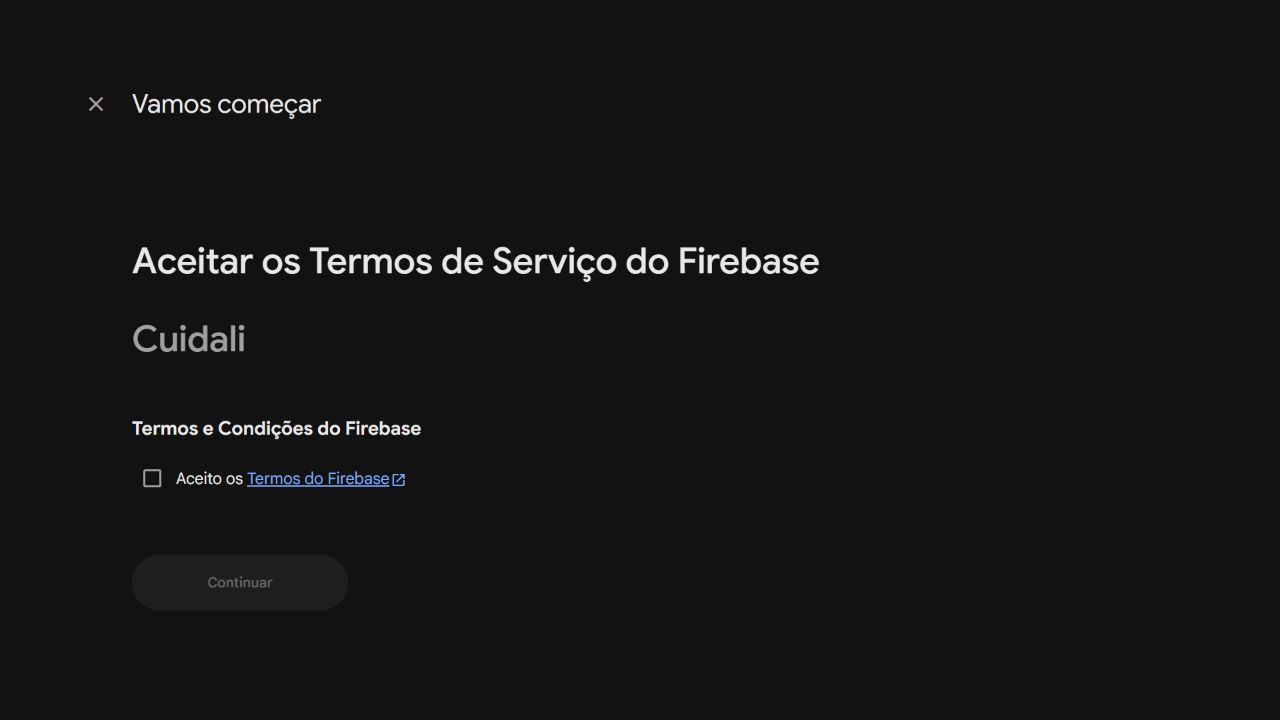 Vamos começar
Aceitar os Termos de Serviço do Firebase
Cuidali
Termos e Condições do Firebase
Aceito os Termos do Firebase
Continuar